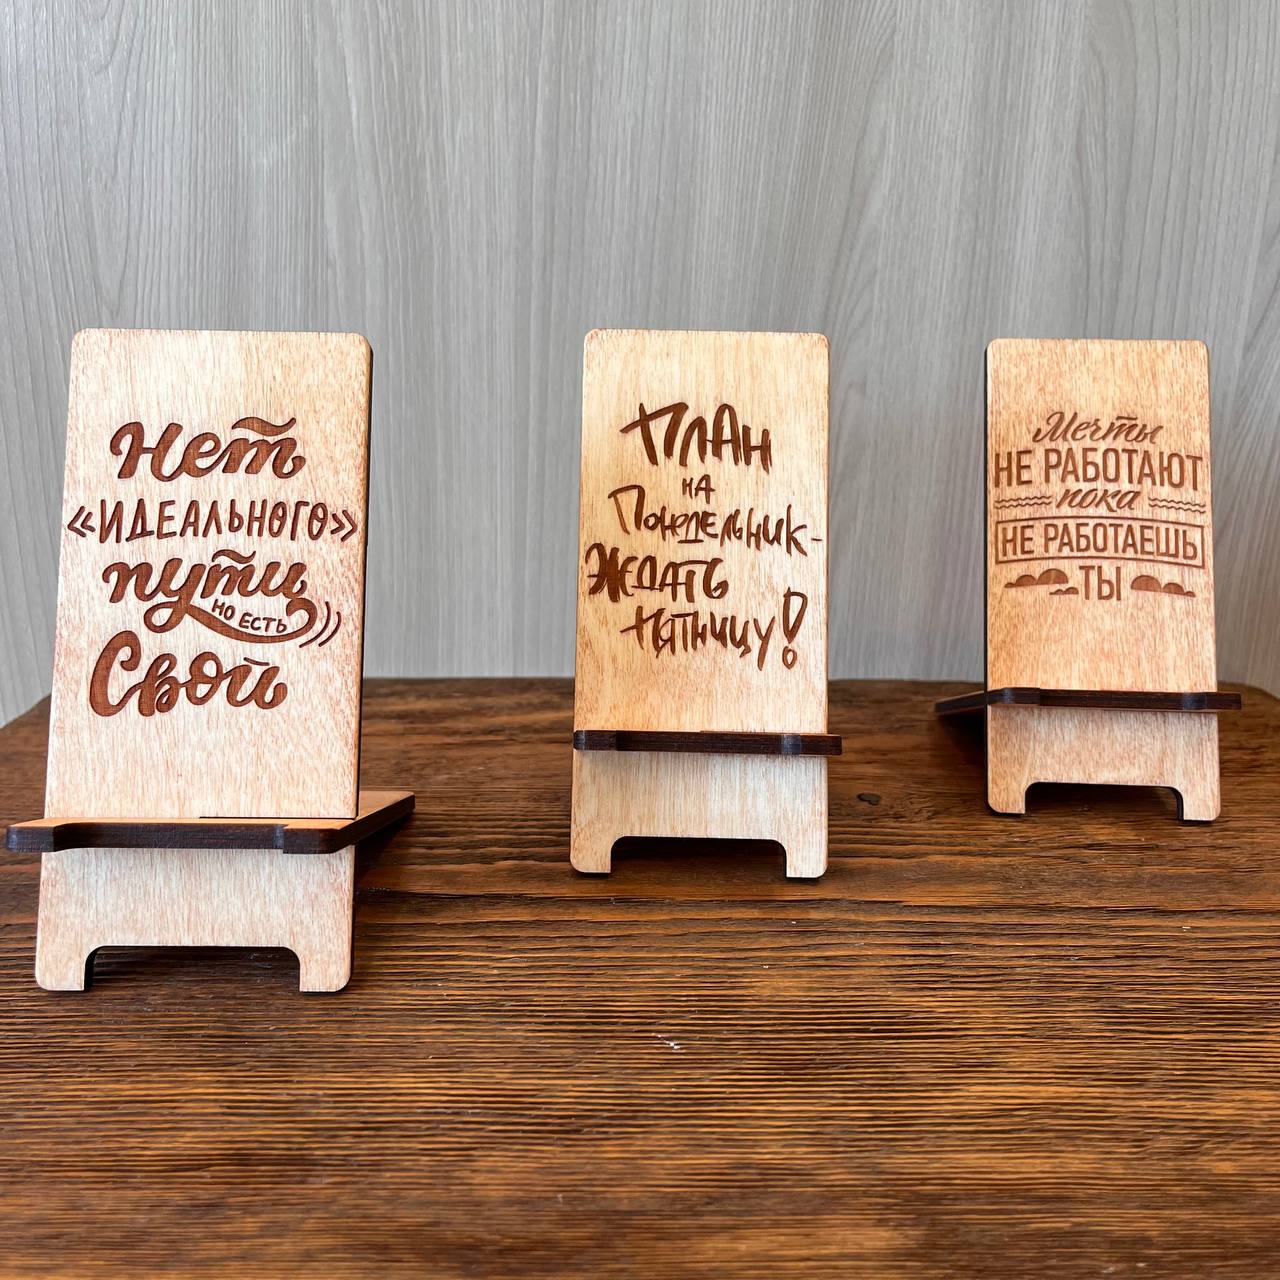 Нет
«ИДЕАЛЬНОГО»
пути
НО ЕСТЬ
Свой
ПЛАН
НА
Понедельник-
ЖДАТЬ
ПЯТНИЦУ!
Мечты
НЕ РАБОТАЮТ
пока
НЕ РАБОТАЕШЬ
ТЫ